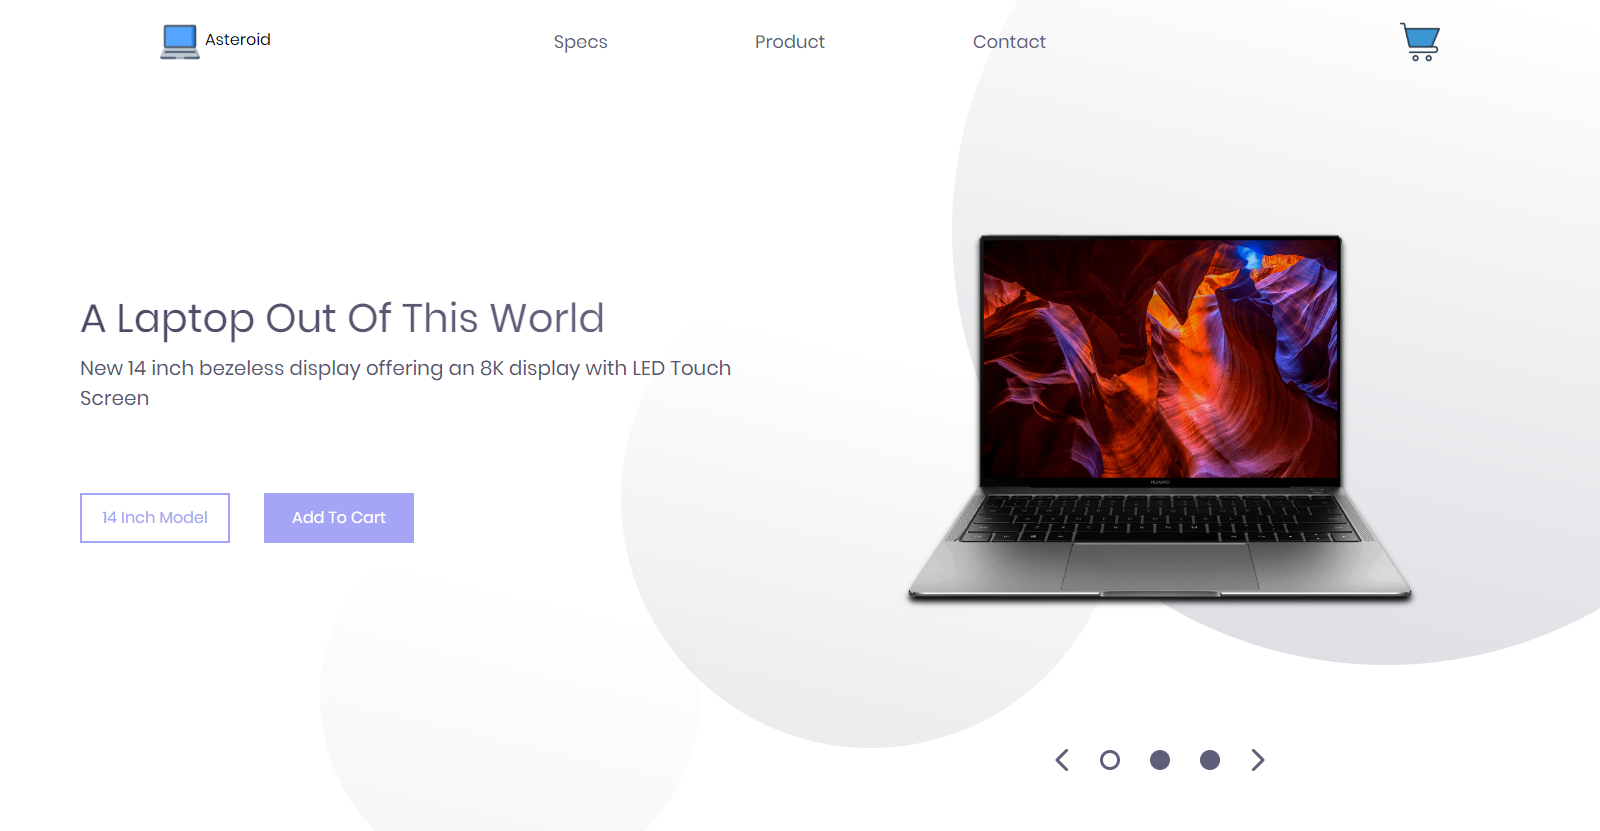 Asteroid
Specs
Product
Contact
A Laptop Out Of This World
New 14 inch bezeless display offering an 8K display with LED Touch
Screen
14 Inch Model
Add To Cart
HUAWEI